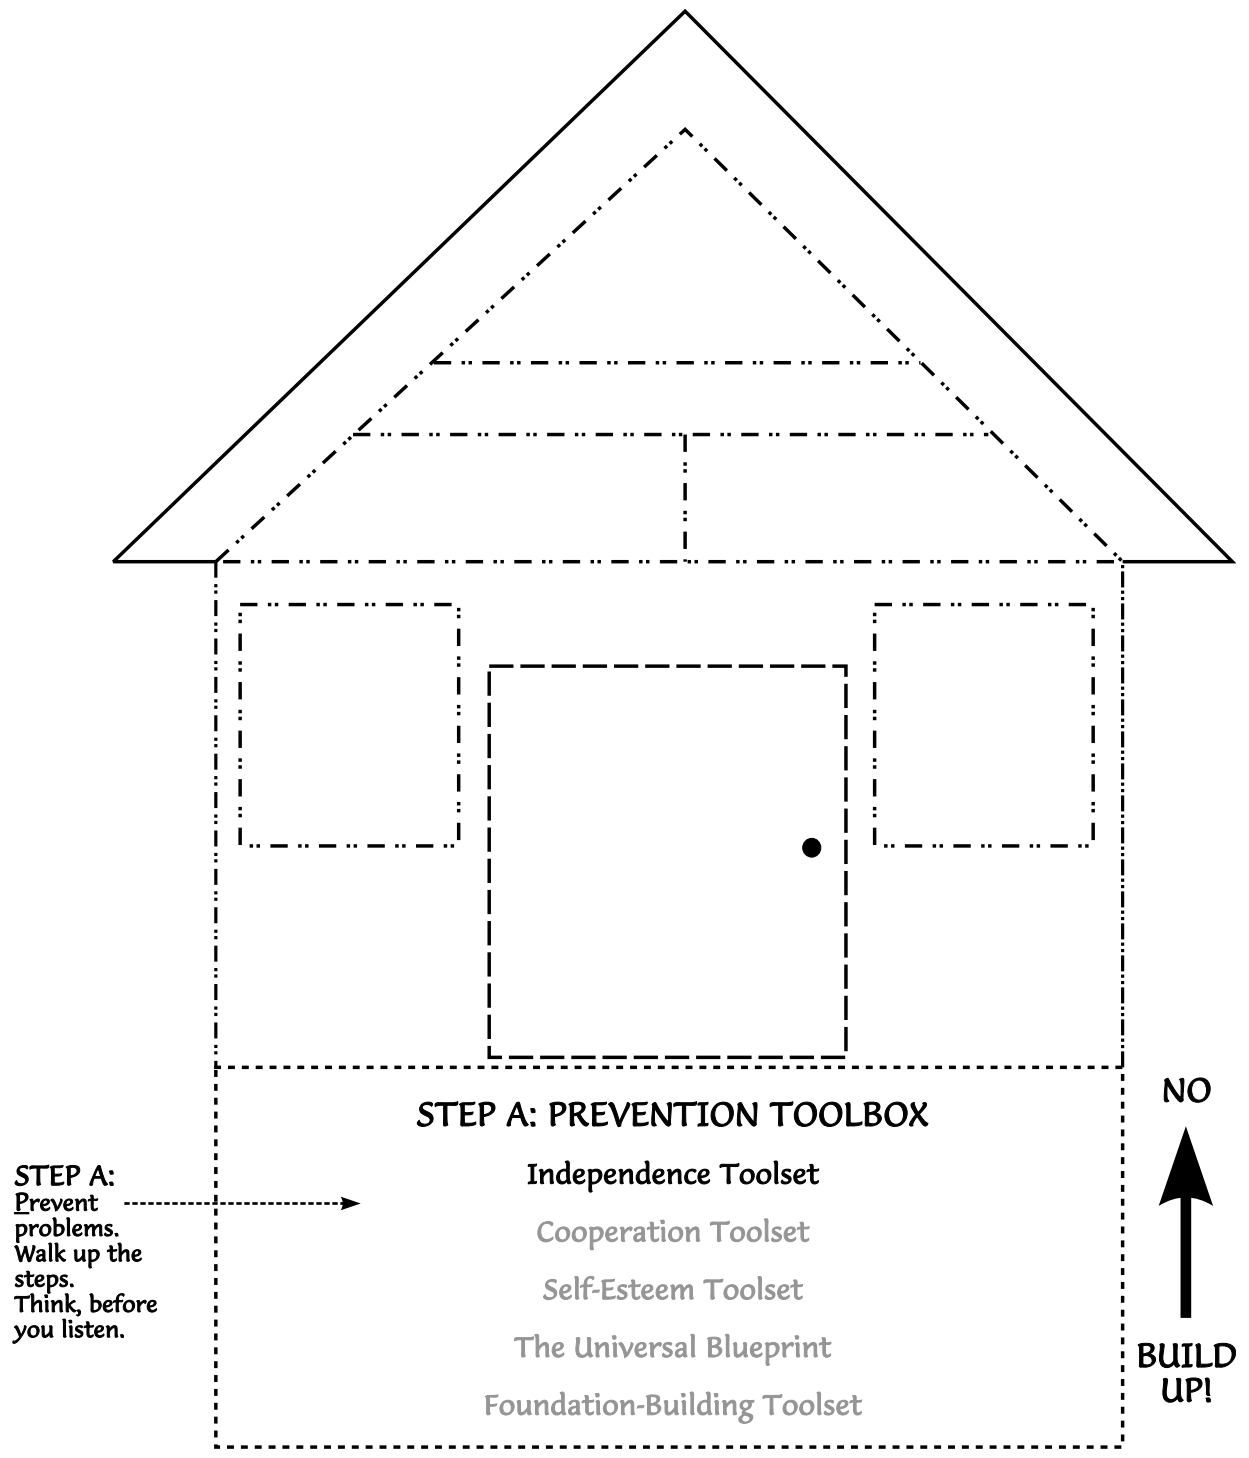 STEP A: PREVENTION TOOLBOX
Independence Toolset
Cooperation Toolset
Self-Esteem Toolset
The Universal Blueprint
Foundation-Building Toolset
STEP A:
Prevent
problems.
Walk up the
steps.
Think, before
you listen.
NO
BUILD
UP!